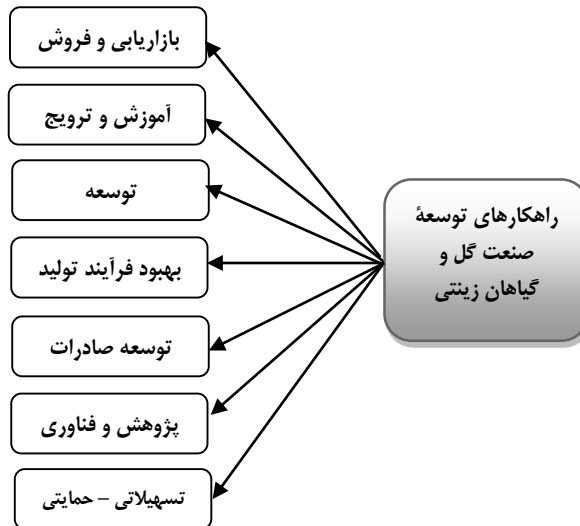 راهکارهای توسعهٔ
صنعت گل و
گیاهان زینتی
بازاریابی و فروش
آموزش و ترویج
توسعه
بهبود فرآیند تولید
توسعه صادرات
پژوهش و فناوری
تسهیلاتی – حمایتی